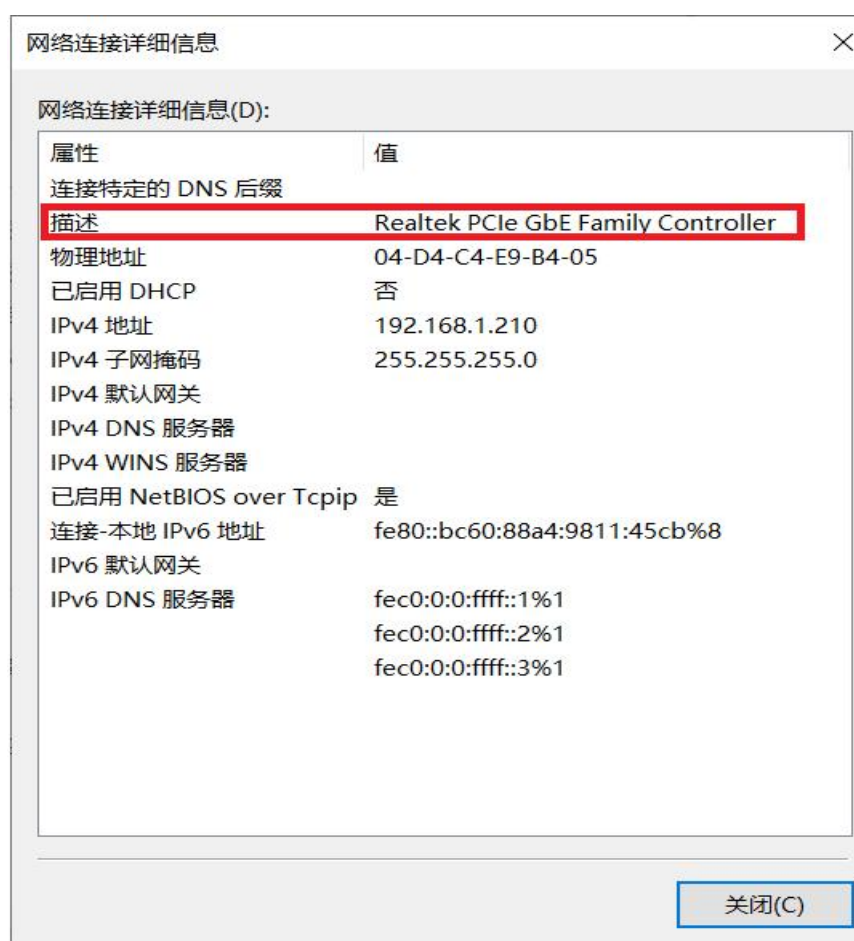 网络连接详细信息
网络连接详细信息(D):
属性 值
连接特定的 DNS 后缀
描述 Realtek PCIe GbE Family Controller
物理地址 04-D4-C4-E9-B4-05
已启用 DHCP 否
IPv4 地址 192.168.1.210
IPv4 子网掩码 255.255.255.0
IPv4 默认网关
IPv4 DNS 服务器
IPv4 WINS 服务器
已启用 NetBIOS over Tcpip 是
连接-本地 IPv6 地址 fe80::bc60:88a4:9811:45cb%8
IPv6 默认网关
IPv6 DNS 服务器 fec0:0:0:ffff::1%1
fec0:0:0:ffff::2%1
fec0:0:0:ffff::3%1
关闭(C)